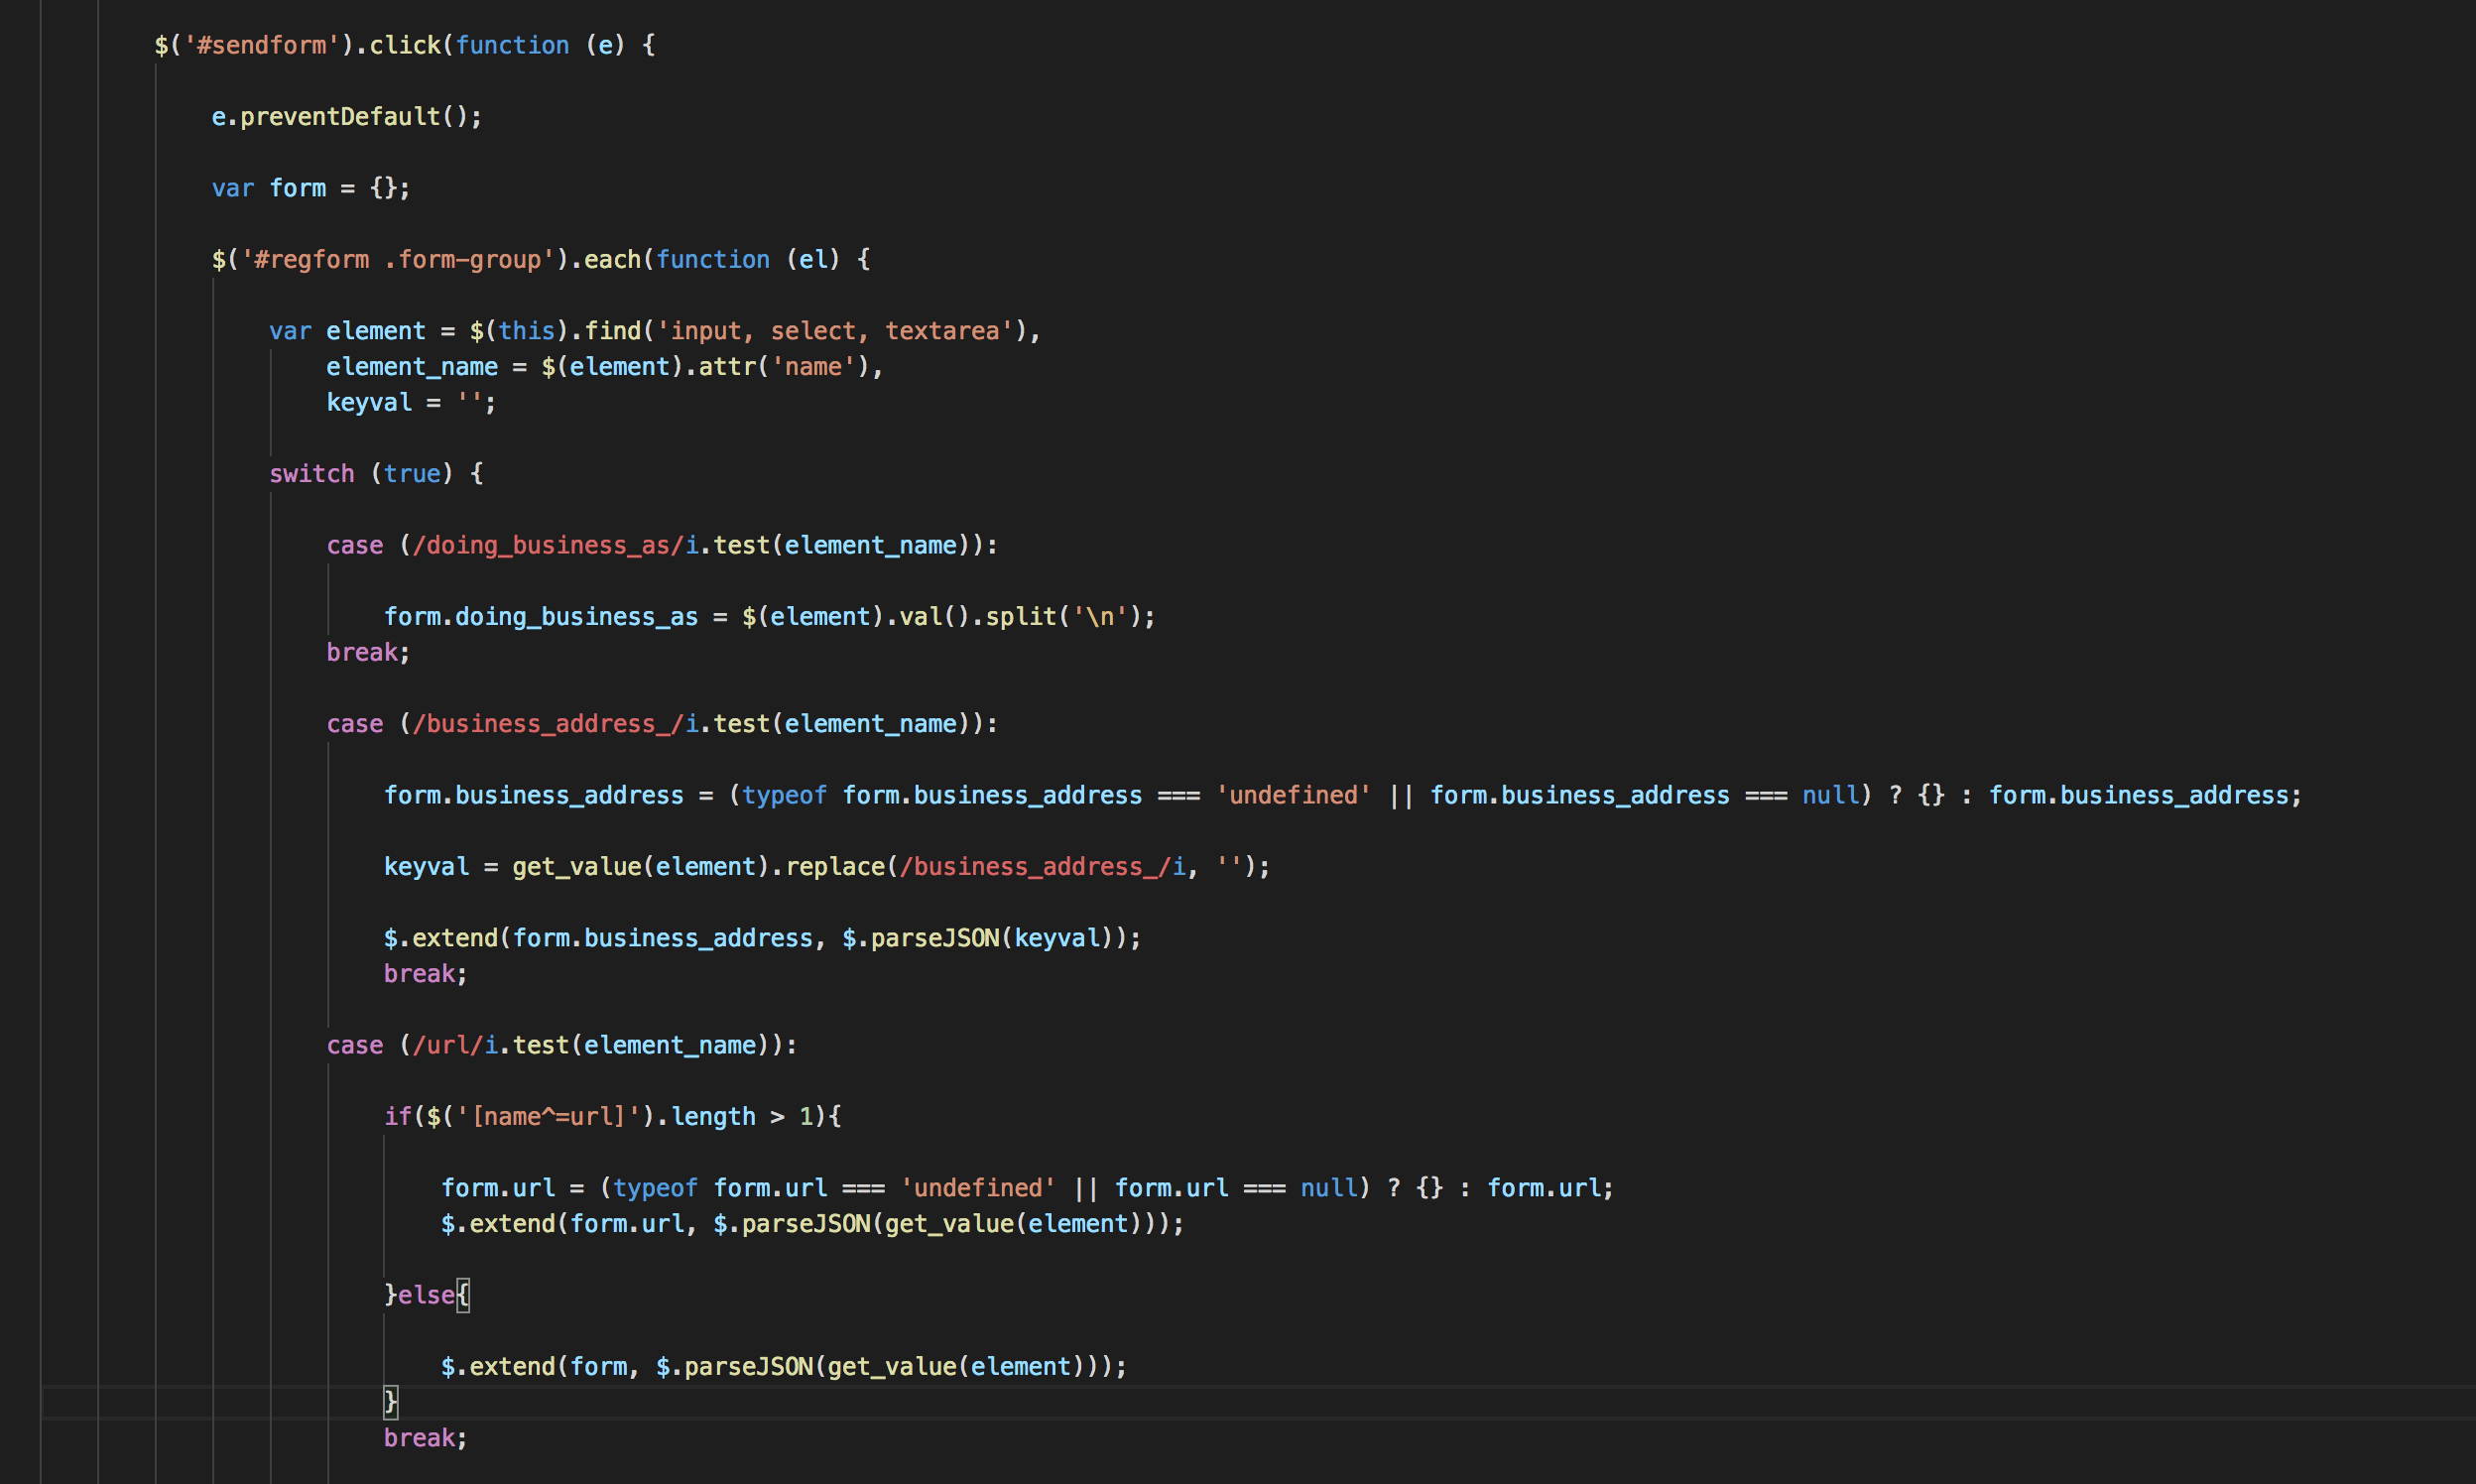 $('#sendform').click(function (e) {
e.preventDefault();
var form = {};
$('#regform .form-group').each(function (el) {
var element = $(this).find('input, select, textarea'),
element_name = $(element).attr('name'),
keyval = '';
switch (true) {
case (/doing_business_as/i.test(element_name)):
form.doing_business_as = $(element).val().split('\n');
break;
case (/business_address_/i.test(element_name)):
form.business_address = (typeof form.business_address === 'undefined' || form.business_address === null) ? {} : form.business_address;
keyval = get_value(element).replace(/business_address_/i, '');
$.extend(form.business_address, $.parseJSON(keyval));
break;
case (/url/i.test(element_name)):
if($('[name^=url]').length > 1){
form.url = (typeof form.url === 'undefined' || form.url === null) ? {} : form.url;
$.extend(form.url, $.parseJSON(get_value(element)));
}else{
$.extend(form, $.parseJSON(get_value(element)));
}
break;